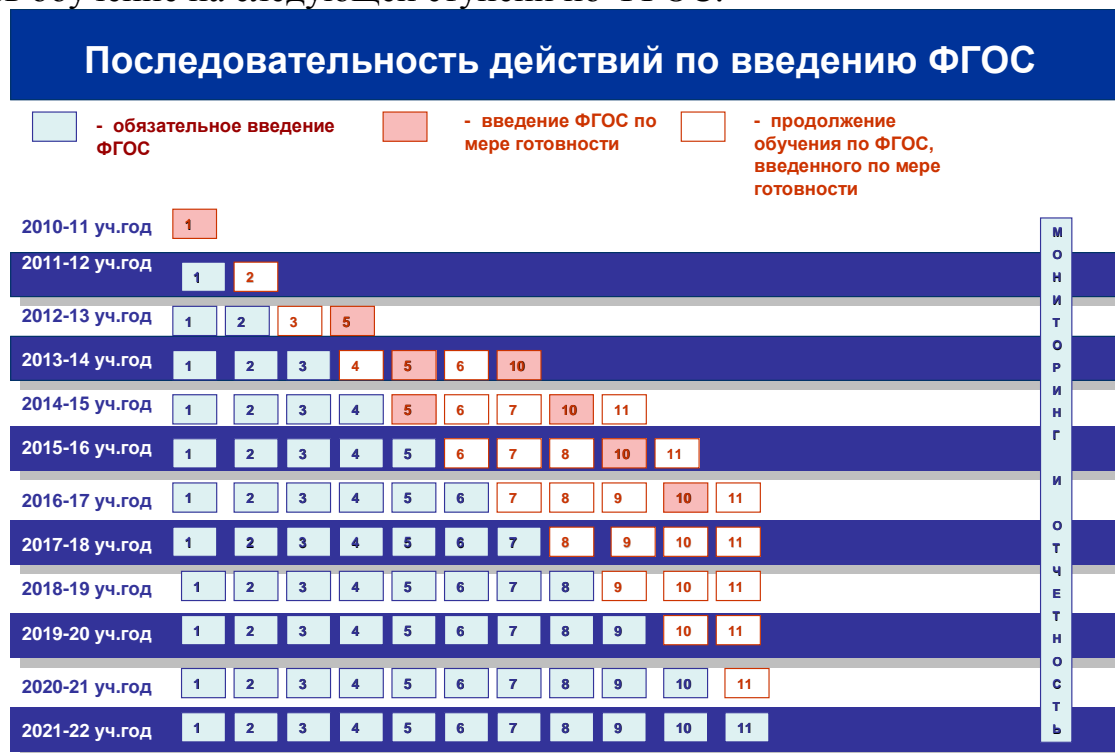 обучение на следующей ступени по ФГОС.
Последовательность действий по введению ФГОС
- обязательное введение
ФГОС
- введение ФГОС по
мере готовности
- продолжение
обучения по ФГОС,
введенного по мере
готовности
2010-11 уч.год 1
2011-12 уч.год 1 2
2012-13 уч.год 1 2 3 5
2013-14 уч.год 1 2 3 4 5 6 10
2014-15 уч.год 1 2 3 4 5 6 7 10 11
2015-16 уч.год 1 2 3 4 5 6 7 8 10 11
2016-17 уч.год 1 2 3 4 5 6 7 8 9 10 11
2017-18 уч.год 1 2 3 4 5 6 7 8 9 10 11
2018-19 уч.год 1 2 3 4 5 6 7 8 9 10 11
2019-20 уч.год 1 2 3 4 5 6 7 8 9 10 11
2020-21 уч.год 1 2 3 4 5 6 7 8 9 10 11
2021-22 уч.год 1 2 3 4 5 6 7 8 9 10 11
МОНИТОРИНГ И ОТЧЕТНОСТЬ